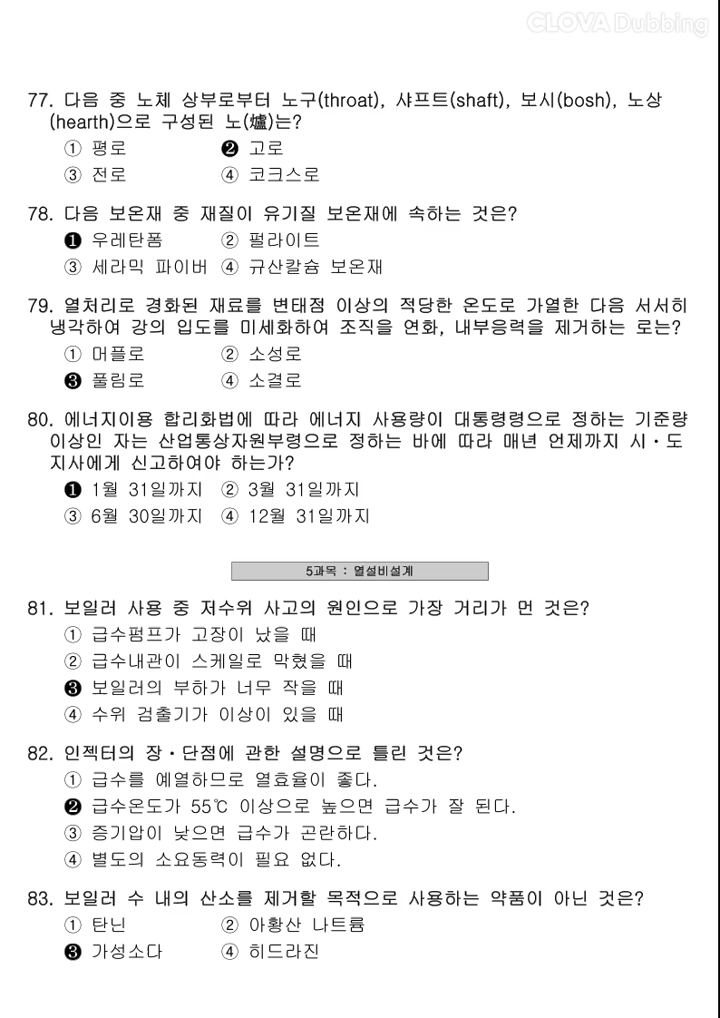 CLOVA Dubbing
77. 다음 중 노체 상부로부터 노구(throat), 샤프트(shaft), 보시(bosh), 노상
(hearth)으로 구성된 노(爐)는?
① 평로 ❷ 고로
③ 전로 ④ 코크스로
78. 다음 보온재 중 재질이 유기질 보온재에 속하는 것은?
❶ 우레탄폼 ② 펄라이트
③ 세라믹 파이버 ④ 규산칼슘 보온재
79. 열처리로 경화된 재료를 변태점 이상의 적당한 온도로 가열한 다음 서서히
냉각하여 강의 입도를 미세화하여 조직을 연화, 내부응력을 제거하는 로는?
① 머플로 ② 소성로
❸ 풀림로 ④ 소결로
80. 에너지이용 합리화법에 따라 에너지 사용량이 대통령령으로 정하는 기준량
이상인 자는 산업통상자원부령으로 정하는 바에 따라 매년 언제까지 시·도
지사에게 신고하여야 하는가?
❶ 1월 31일까지 ② 3월 31일까지
③ 6월 30일까지 ④ 12월 31일까지
5과목 : 열설비설계
81. 보일러 사용 중 저수위 사고의 원인으로 가장 거리가 먼 것은?
① 급수펌프가 고장이 났을 때
② 급수내관이 스케일로 막혔을 때
❸ 보일러의 부하가 너무 작을 때
④ 수위 검출기가 이상이 있을 때
82. 인젝터의 장·단점에 관한 설명으로 틀린 것은?
① 급수를 예열하므로 열효율이 좋다.
❷ 급수온도가 55℃ 이상으로 높으면 급수가 잘 된다.
③ 증기압이 낮으면 급수가 곤란하다.
④ 별도의 소요동력이 필요 없다.
83. 보일러 수 내의 산소를 제거할 목적으로 사용하는 약품이 아닌 것은?
① 탄닌 ② 아황산 나트륨
❸ 가성소다 ④ 히드라진